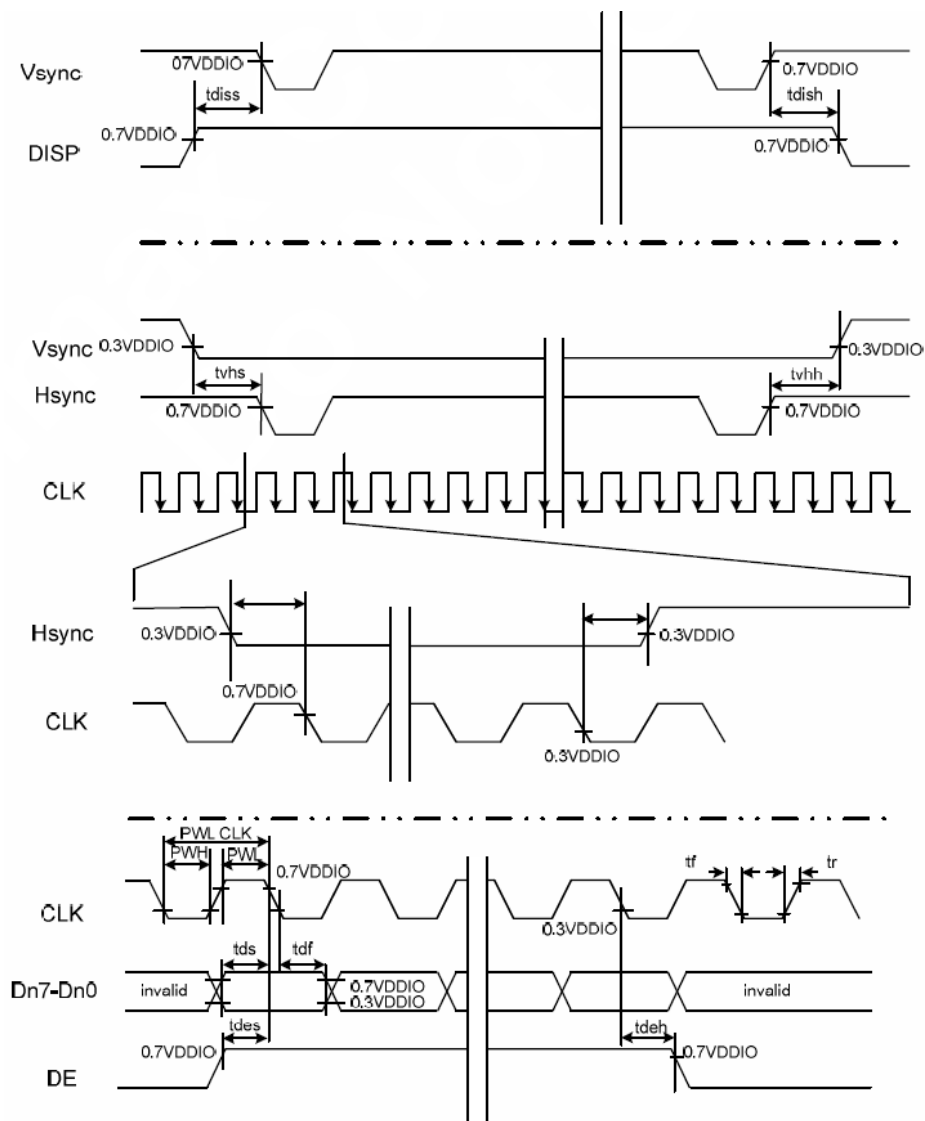 Vsync 07VDDIO 0.7VDDIO
tdiss tdish
0.7VDDIO 0.7VDDIO
DISP
Vsync 0.3VDDIO 0.3VDDIO
tvhs tvhh
Hsync 0.7VDDIO 0.7VDDIO
CLK
Hsync 0.3VDDIO 0.3VDDIO
0.7VDDIO
CLK
0.3VDDIO
PWL CLK
PWH PWL 0.7VDDIO tf tr
CLK 0.3VDDIO
tds tdf
Dn7-Dn0 invalid 0.7VDDIO invalid
0.3VDDIO
tdes tdeh
0.7VDDIO 0.7VDDIO
DE